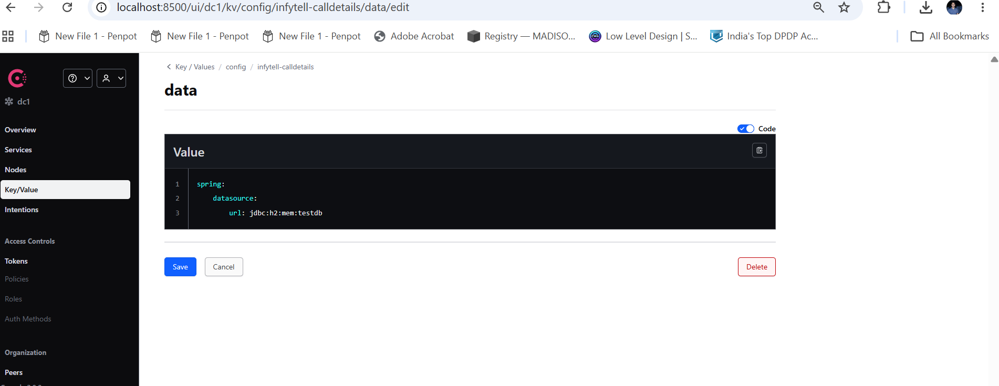 localhost:8500/ui/dc1/kv/config/infytell-calldetails/data/edit
New File 1 - Penpot
New File 1 - Penpot
New File 1 - Penpot
Adobe Acrobat
Registry — MADISO...
Low Level Design | S...
India's Top DPDP Ac...
All Bookmarks
dc1
Overview
Services
Nodes
Key/Value
Intentions
Access Controls
Tokens
Policies
Roles
Auth Methods
Organization
Peers
Key / Values / config / infytell-calldetails
data
Code
Value
1 spring:
2     datasource:
3         url: jdbc:h2:mem:testdb
Save
Cancel
Delete